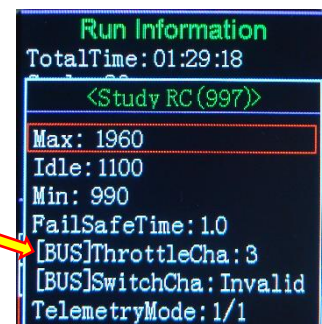 Run Information
TotalTime:01:29:18
<Study RC(997)>
Max: 1960
Idle:1100
Min: 990
FailSafeTime:1.0
[BUS]ThrottleCha:3
[BUS]SwitchCha:Invalid
TelemetryMode:1/1